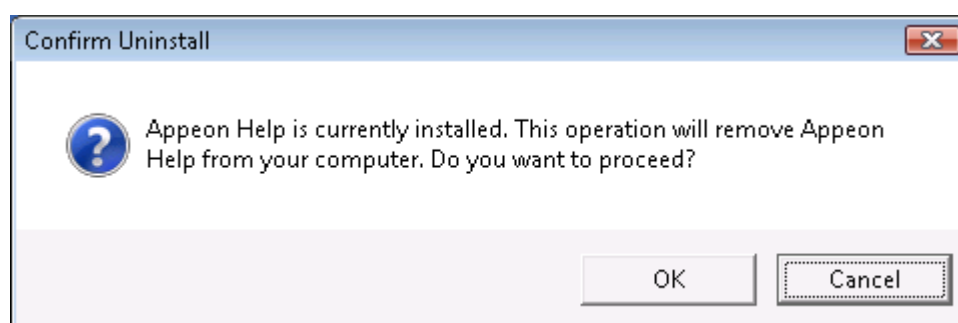 Confirm Uninstall
Appeon Help is currently installed. This operation will remove Appeon
Help from your computer. Do you want to proceed?
OK
Cancel